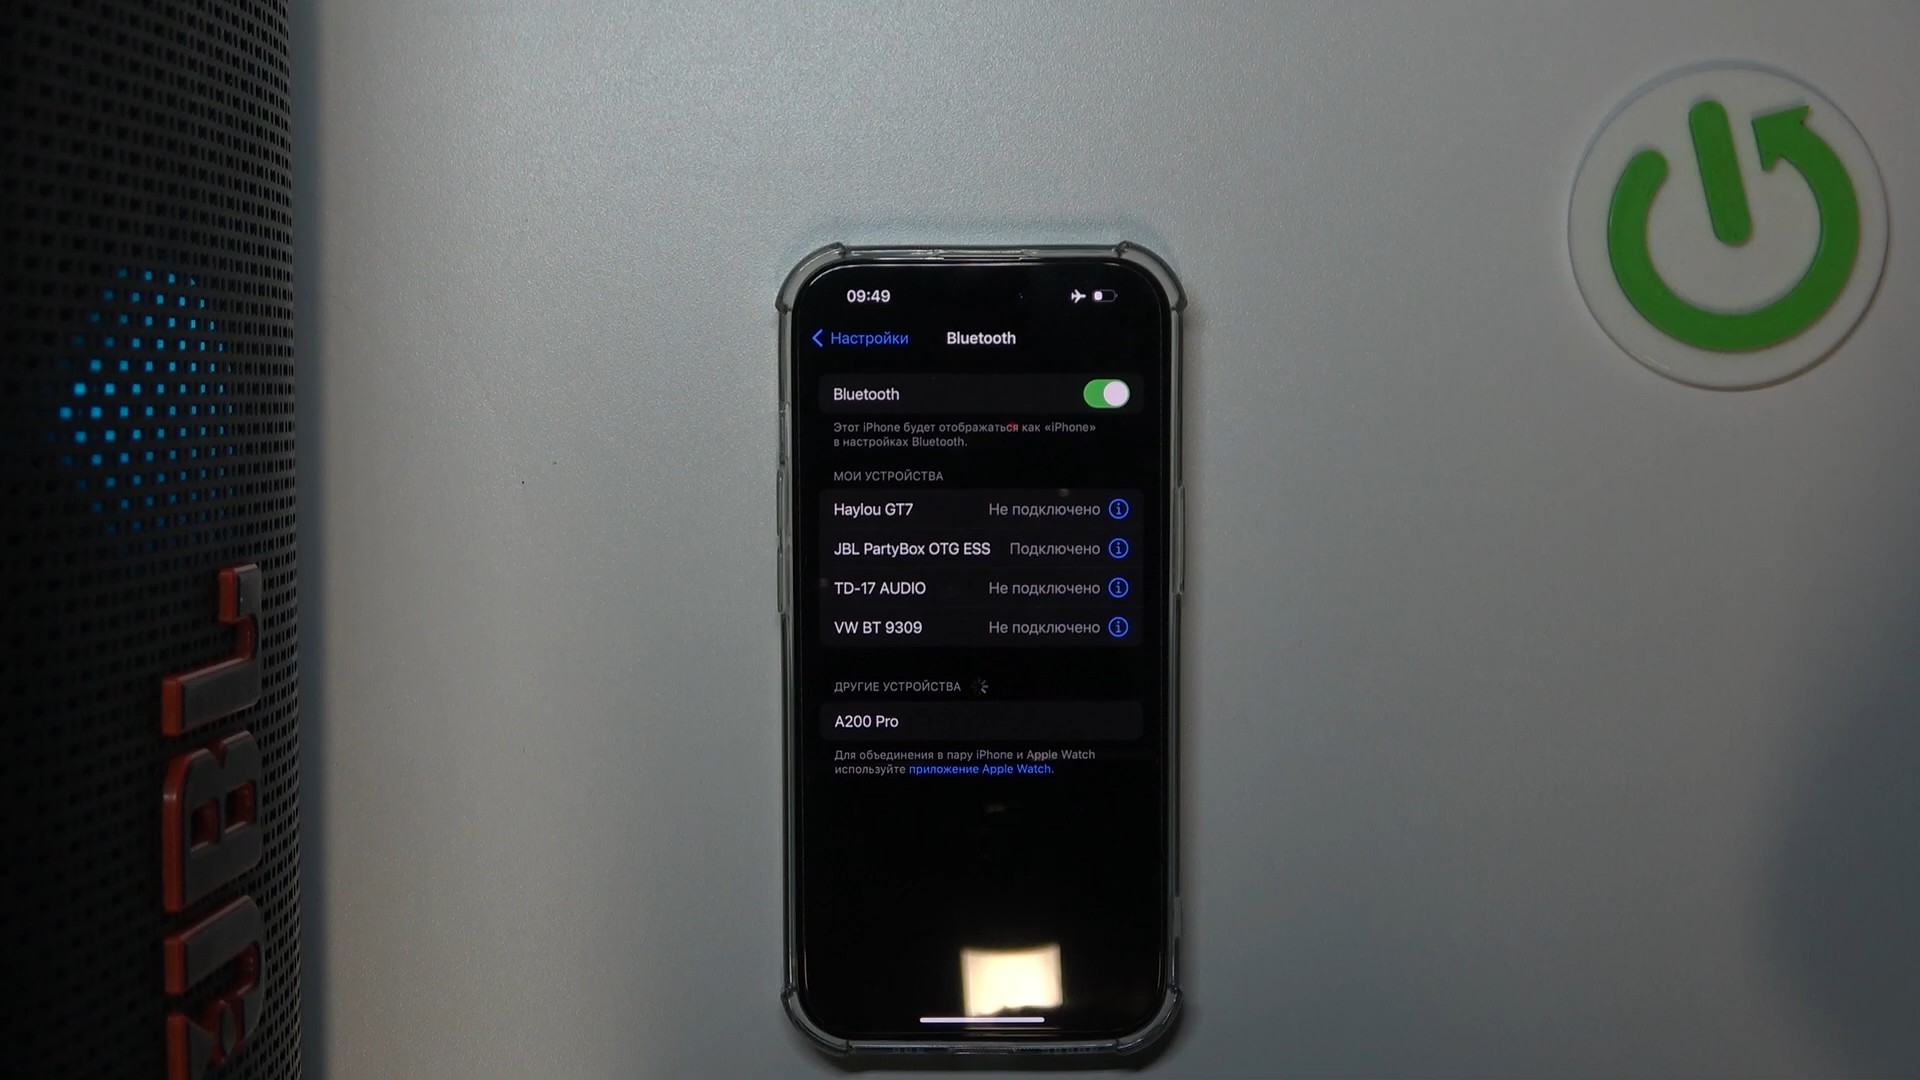 JBL
09:49
Настройки
Bluetooth
Bluetooth
Этот iPhone будет отображаться как «iPhone»
в настройках Bluetooth.
МОИ УСТРОЙСТВА
Haylou GT7 Не подключено
JBL PartyBox OTG ESS Подключено
TD-17 AUDIO Не подключено
VW BT 9309 Не подключено
ДРУГИЕ УСТРОЙСТВА
A200 Pro
Для объединения в пару iPhone и Apple Watch
используйте приложение Apple Watch.